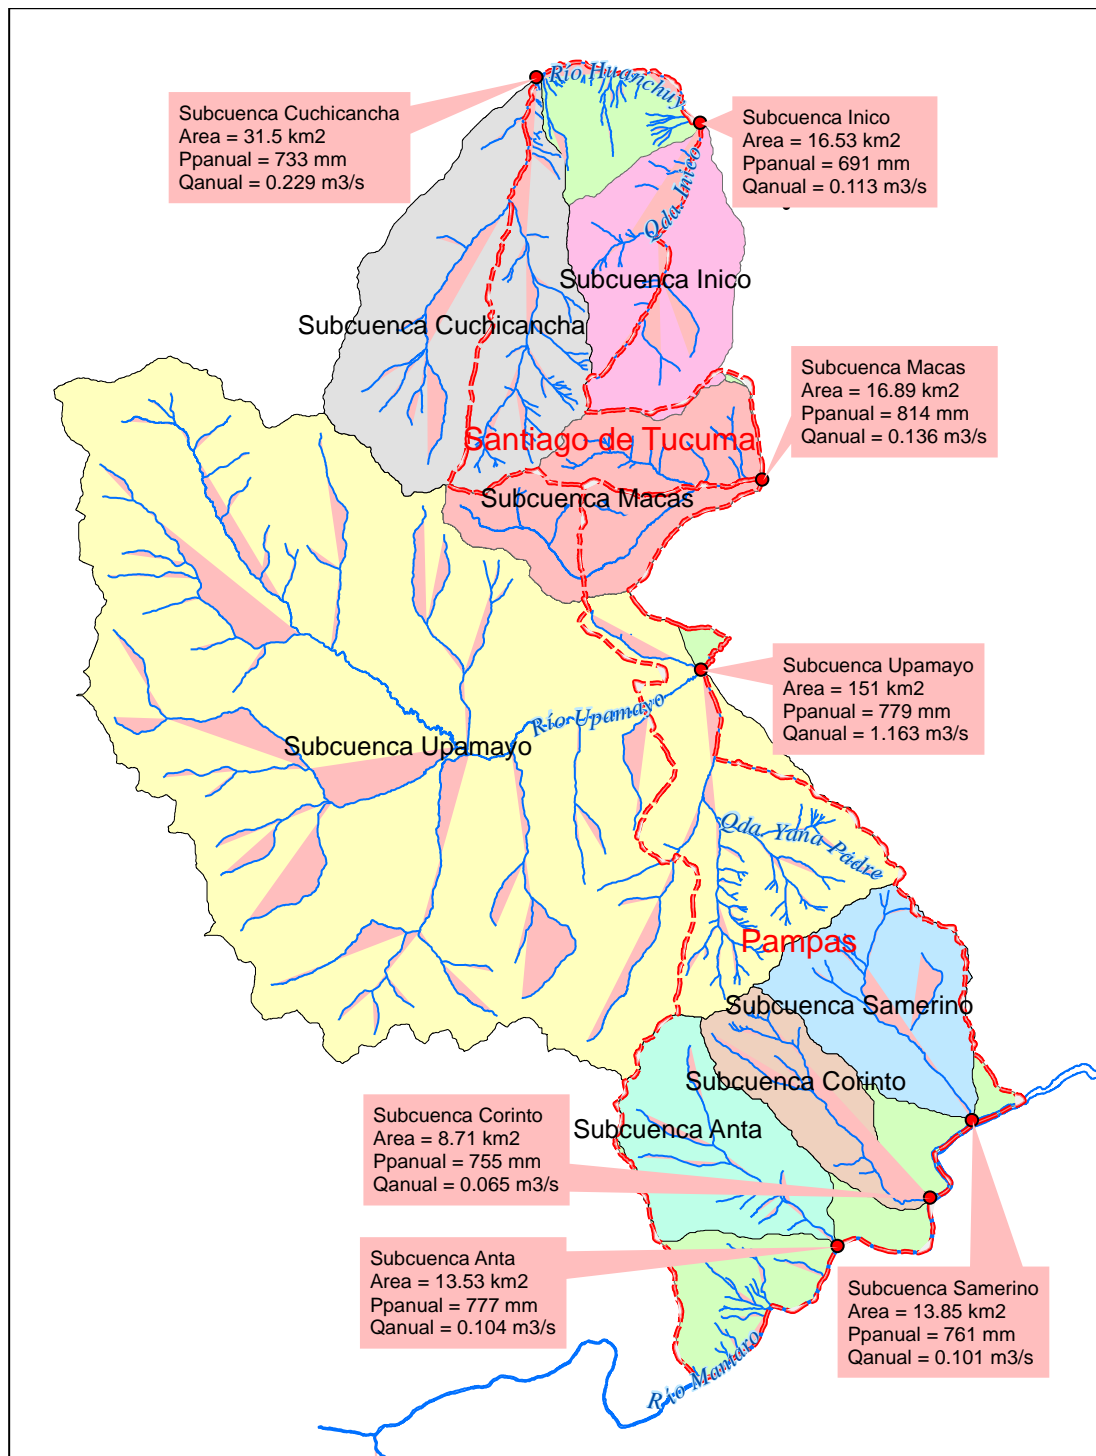 Río Huanchuy
Subcuenca Cuchicancha
Area = 31.5 km2
Ppanual = 733 mm
Qanual = 0.229 m3/s
Subcuenca Inico
Area = 16.53 km2
Ppanual = 691 mm
Qanual = 0.113 m3/s
Qda. Inico
Subcuenca Inico
Subcuenca Cuchicancha
Subcuenca Macas
Area = 16.89 km2
Ppanual = 814 mm
Qanual = 0.136 m3/s
Santiago de Tucuma
Subcuenca Macas
Subcuenca Upamayo
Area = 151 km2
Ppanual = 779 mm
Qanual = 1.163 m3/s
Río Upamayo
Subcuenca Upamayo
Qda. Yana Padre
Pampas
Subcuenca Samerino
Subcuenca Corinto
Subcuenca Corinto
Area = 8.71 km2
Ppanual = 755 mm
Qanual = 0.065 m3/s
Subcuenca Anta
Subcuenca Anta
Area = 13.53 km2
Ppanual = 777 mm
Qanual = 0.104 m3/s
Subcuenca Samerino
Area = 13.85 km2
Ppanual = 761 mm
Qanual = 0.101 m3/s
Río Mantaro